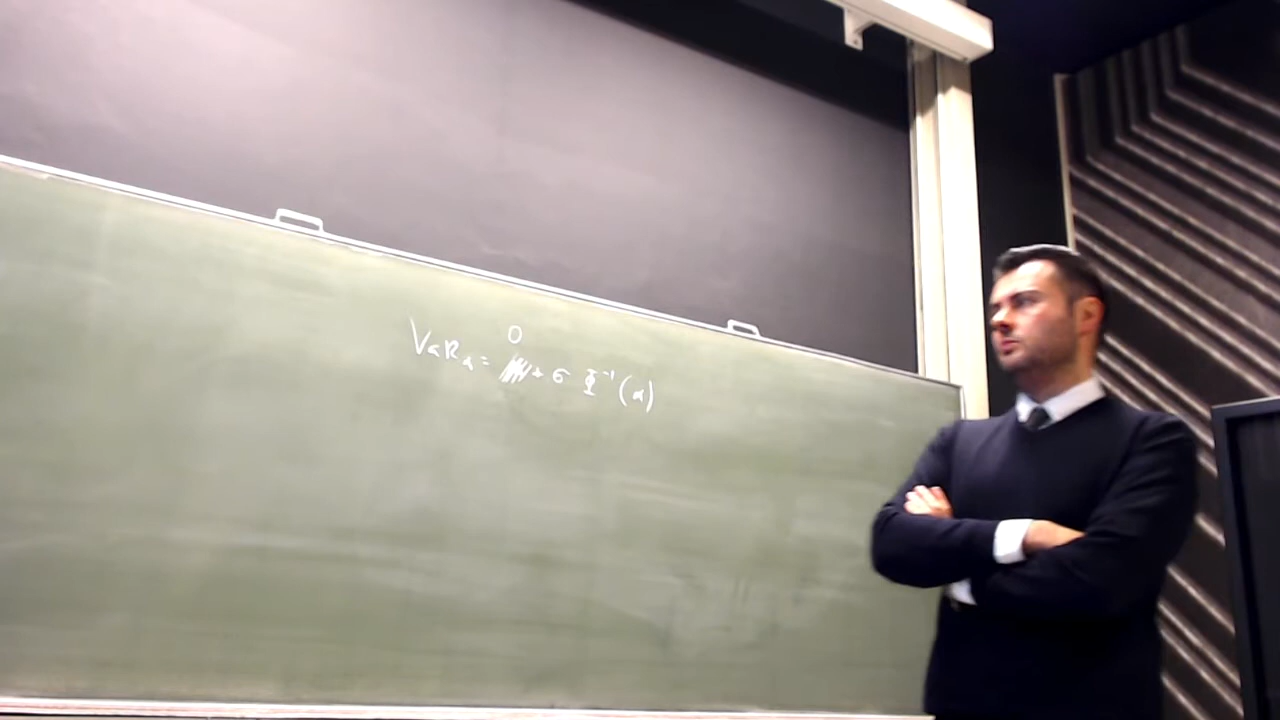 VaRα = 0 + σ Φ⁻¹(α)